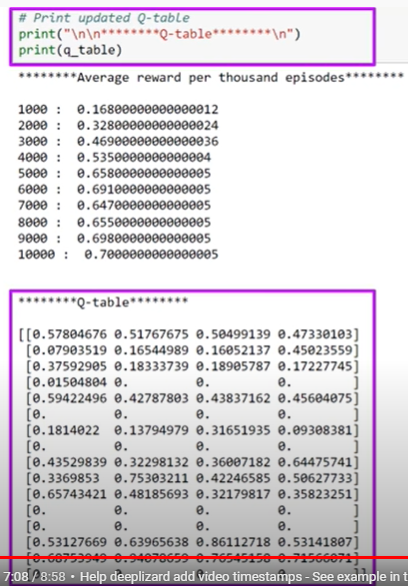 # Print updated Q-table
print("\n\n********Q-table********\n")
print(q_table)
********Average reward per thousand episodes********
1000 :  0.16800000000000012
2000 :  0.32800000000000024
3000 :  0.46900000000000036
4000 :  0.5350000000000004
5000 :  0.6580000000000005
6000 :  0.6910000000000005
7000 :  0.6470000000000005
8000 :  0.6550000000000005
9000 :  0.6980000000000005
10000 :  0.7000000000000005
********Q-table********
[[0.57804676 0.51767675 0.50499139 0.47330103]
[0.07903519 0.16544989 0.16052137 0.45023559]
[0.37592905 0.18333739 0.18905787 0.17227745]
[0.01504804 0. 0. 0. ]
[0.59422496 0.42787803 0.43837162 0.45604075]
[0. 0. 0. 0. ]
[0.1814022 0.13794979 0.31651935 0.09308381]
[0. 0. 0. 0. ]
[0.43529839 0.32298132 0.36007182 0.64475741]
[0.3369853 0.75303211 0.42246585 0.50627733]
[0.65743421 0.48185693 0.32179817 0.35823251]
[0. 0. 0. 0. ]
[0. 0. 0. 0. ]
[0.53127669 0.63965638 0.86112718 0.53141807]
7:08 / 8:58 • Help deeplizard add video timestamps - See example in t